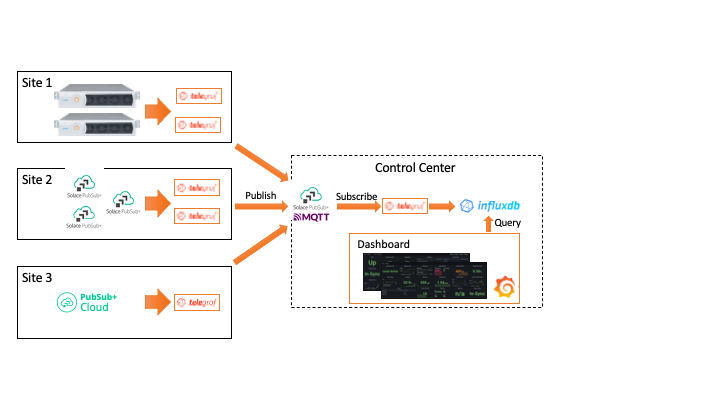 Site 1
telegraf
telegraf
Site 2
Solace PubSub+
Solace PubSub+
Solace PubSub+
telegraf
telegraf
Site 3
PubSub+
Cloud
telegraf
Publish
Control Center
Solace PubSub+
MQTT
Subscribe
telegraf
influxdb
Query
Dashboard
Up
In-Sync